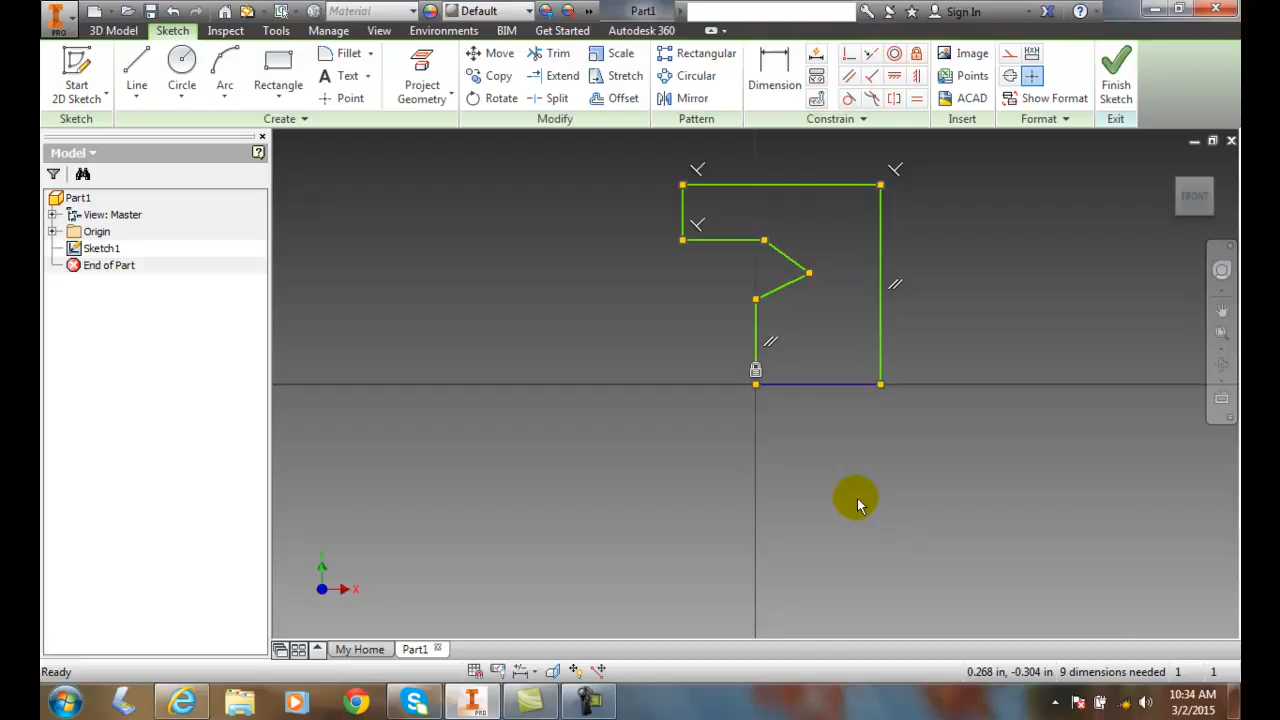 Material Default Part1 Sign In
PRO 3D Model Sketch Inspect Tools Manage View Environments BIM Get Started Autodesk 360
Fillet Move Trim Scale Rectangular Image
Text Copy Extend Stretch Circular Points
Start 2D Sketch Line Circle Arc Rectangle Point Project Geometry Rotate Split Offset Mirror Dimension ACAD Show Format Finish Sketch
Sketch Create Modify Pattern Constrain Insert Format Exit
Model
Part1
View: Master
Origin
Sketch1
End of Part
FRONT
Y
X
My Home Part1
Ready 0.268 in, -0.304 in 9 dimensions needed 1 1
PRO 10:34 AM
3/2/2015